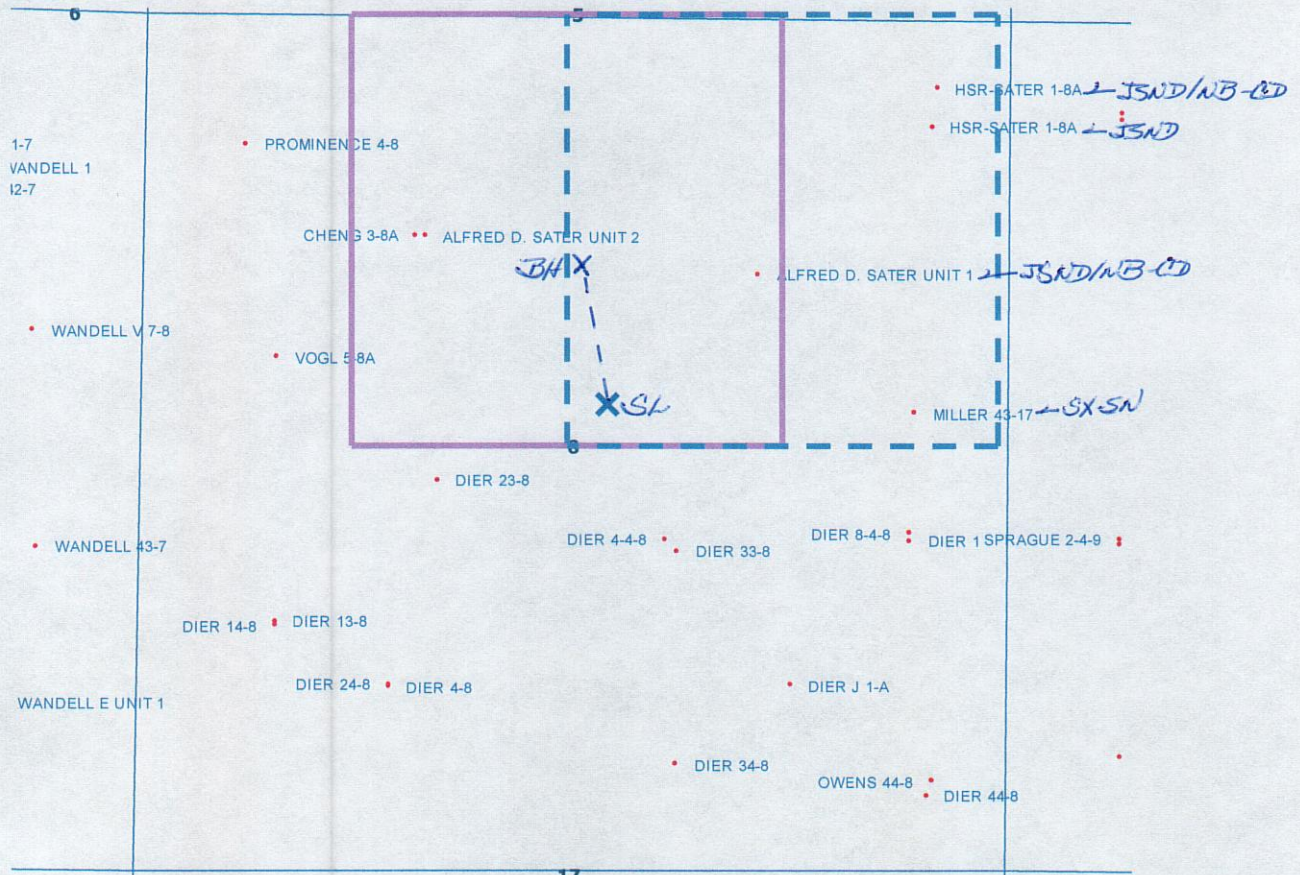 6
5
HSR-SATER 1-8A JSND/NB-CD
HSR-SATER 1-8A JSND
1-7
PROMINENCE 4-8
WANDELL 1
12-7
CHENG 3-8A
ALFRED D. SATER UNIT 2
BH X
ALFRED D. SATER UNIT 1 JSND/NB-CD
WANDELL V 7-8
VOGL 5-8A
X SL
MILLER 43-17 SX-SN
8
DIER 23-8
WANDELL 43-7
DIER 4-4-8
DIER 33-8
DIER 8-4-8
DIER 1
SPRAGUE 2-4-9
DIER 14-8
DIER 13-8
DIER 24-8
DIER 4-8
DIER J 1-A
WANDELL E UNIT 1
DIER 34-8
OWENS 44-8
DIER 44-8
17